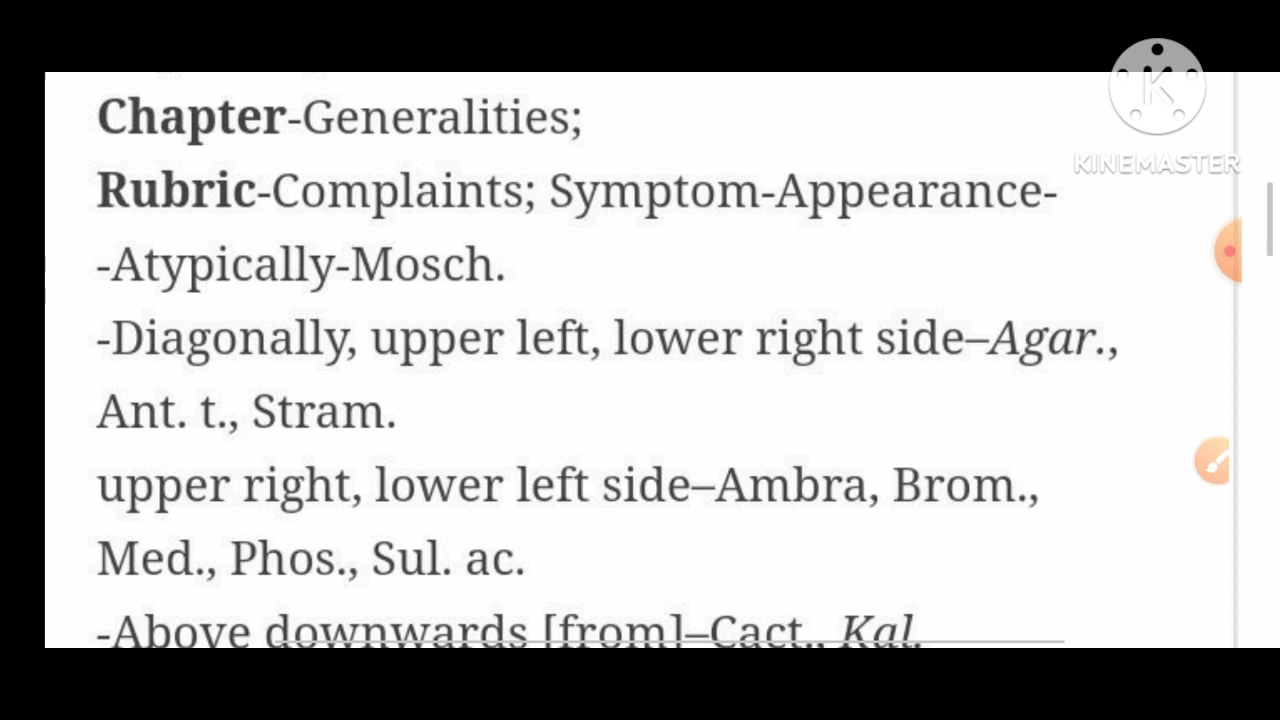 Chapter-Generalities;
KINEMASTER
Rubric-Complaints; Symptom-Appearance-
-Atypically-Mosch.
-Diagonally, upper left, lower right side–Agar.,
Ant. t., Stram.
upper right, lower left side–Ambra, Brom.,
Med., Phos., Sul. ac.
-Above downwards [from]–Cact., Kal.